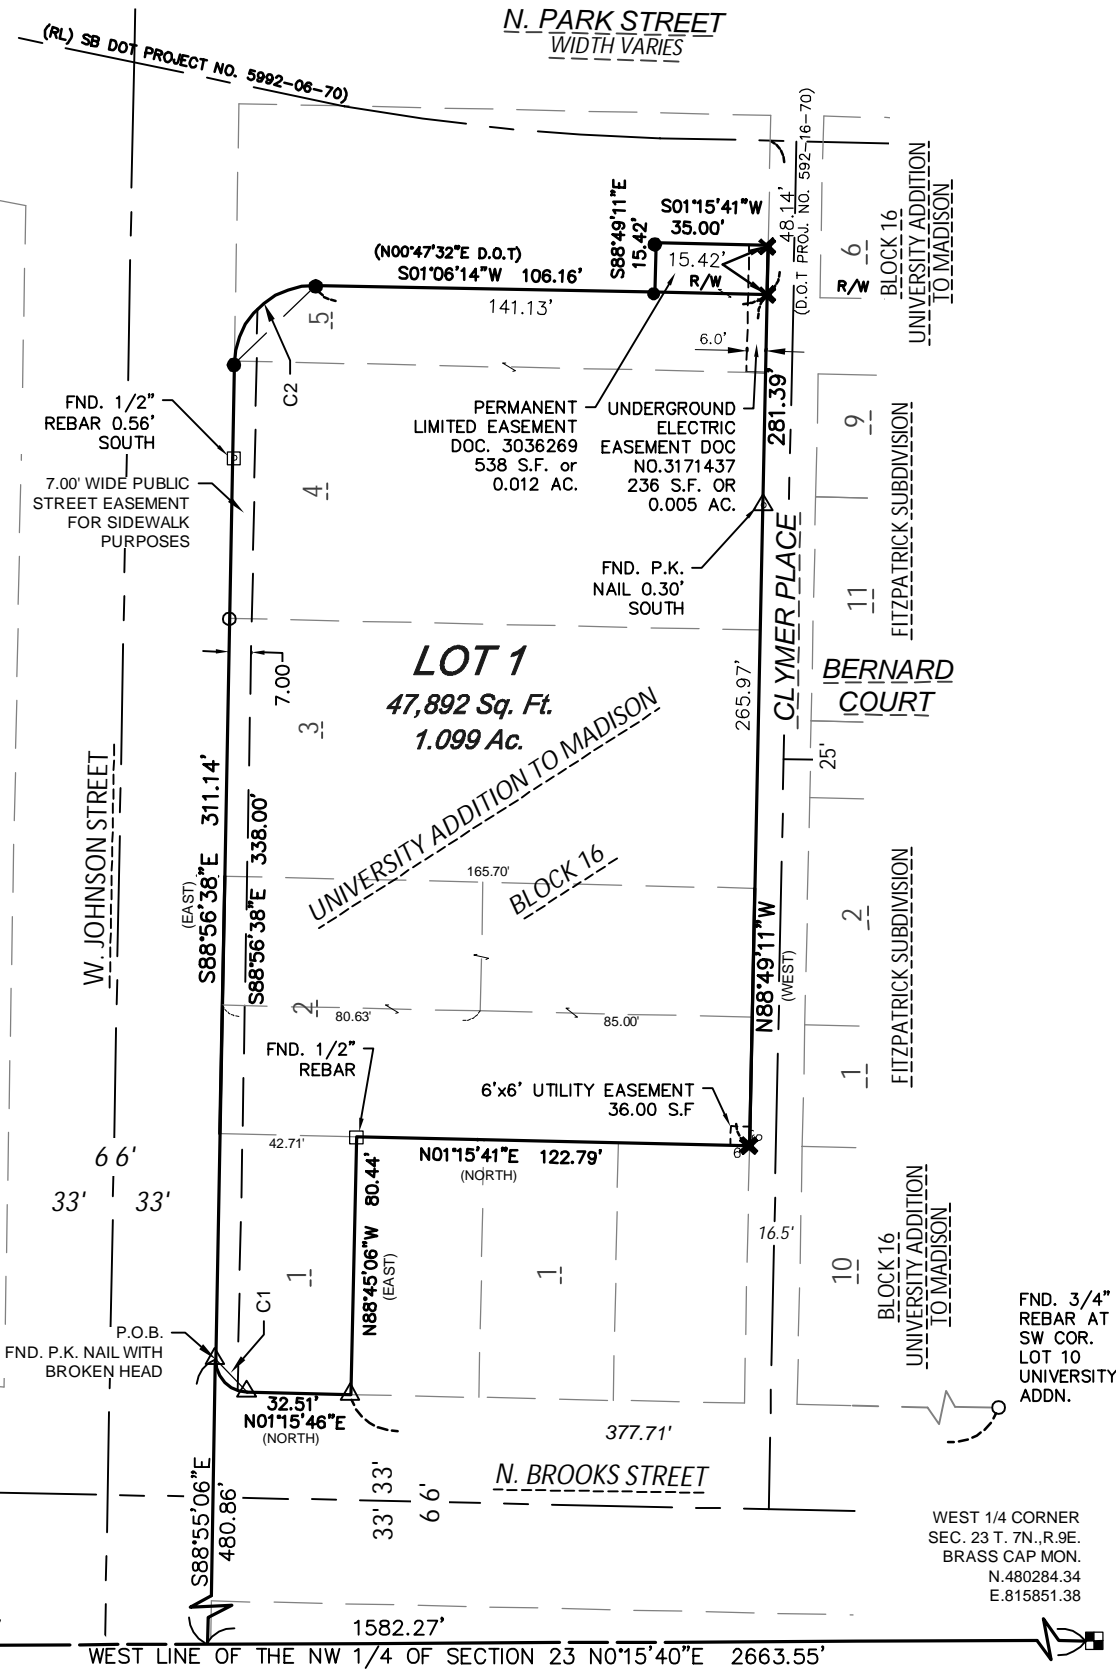 N. PARK STREET
WIDTH VARIES
(RL) SB DOT PROJECT NO. 5992-06-70)
(D.O.T PROJ. NO. 592-16-70)
48.14'
6
R/W
BLOCK 16
UNIVERSITY ADDITION
TO MADISON
S88°49'11"E
15.42'
S01°15'41"W
35.00'
15.42'
R/W
(N00°47'32"E D.O.T)
S01°06'14"W 106.16'
141.13'
5
C2
6.0'
281.39'
FND. 1/2"
REBAR 0.56'
SOUTH
7.00' WIDE PUBLIC
STREET EASEMENT
FOR SIDEWALK
PURPOSES
4
PERMANENT
LIMITED EASEMENT
DOC. 3036269
538 S.F. or
0.012 AC.
UNDERGROUND
ELECTRIC
EASEMENT DOC
NO.3171437
236 S.F. OR
0.005 AC.
FND. P.K.
NAIL 0.30'
SOUTH
9
11
FITZPATRICK SUBDIVISION
CLYMER PLACE
BERNARD
COURT
25'
LOT 1
47,892 Sq. Ft.
1.099 Ac.
7.00
3
265.97'
UNIVERSITY ADDITION TO MADISON
BLOCK 16
W. JOHNSON STREET
(EAST)
S88°56'38"E 311.14'
S88°56'38"E 338.00'
165.70'
N88°49'11"W
(WEST)
2
FITZPATRICK SUBDIVISION
1
2
80.63'
85.00'
FND. 1/2"
REBAR
6'x6' UTILITY EASEMENT
36.00 S.F
6
6
42.71'
N01°15'41"E 122.79'
(NORTH)
66'
33' 33'
N88°45'06"W 80.44'
(EAST)
1
1
16.5'
10
BLOCK 16
UNIVERSITY ADDITION
TO MADISON
C1
P.O.B.
FND. P.K. NAIL WITH
BROKEN HEAD
32.51'
N01°15'46"E
(NORTH)
FND. 3/4"
REBAR AT
SW COR.
LOT 10
UNIVERSITY
ADDN.
377.71'
N. BROOKS STREET
33' 33'
66'
S88°55'06"E
480.86'
WEST 1/4 CORNER
SEC. 23 T. 7N.,R.9E.
BRASS CAP MON.
N.480284.34
E.815851.38
1582.27'
WEST LINE OF THE NW 1/4 OF SECTION 23 N0°15'40"E 2663.55'